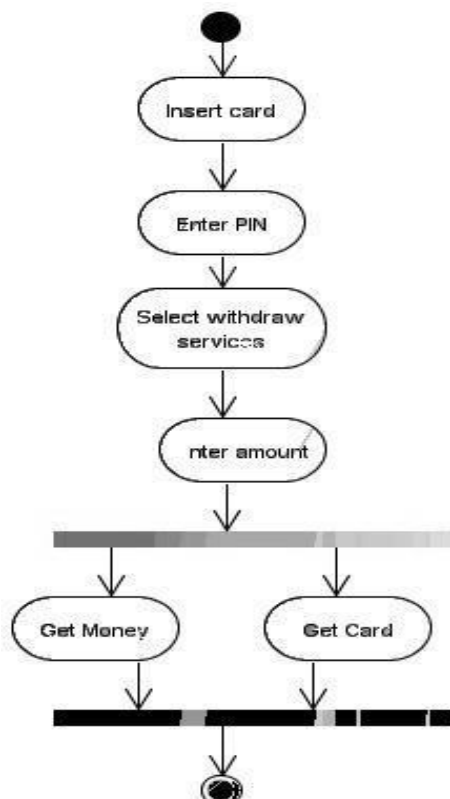 Insert card
Enter PIN
Select withdraw
services
nter amount
Get Money
Get Card